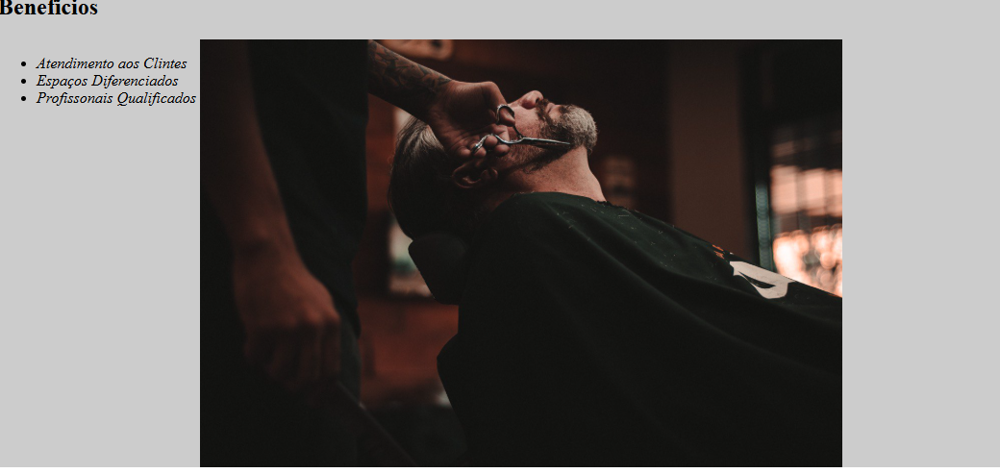 Benefícios
Atendimento aos Clintes
Espaços Diferenciados
Profissonais Qualificados